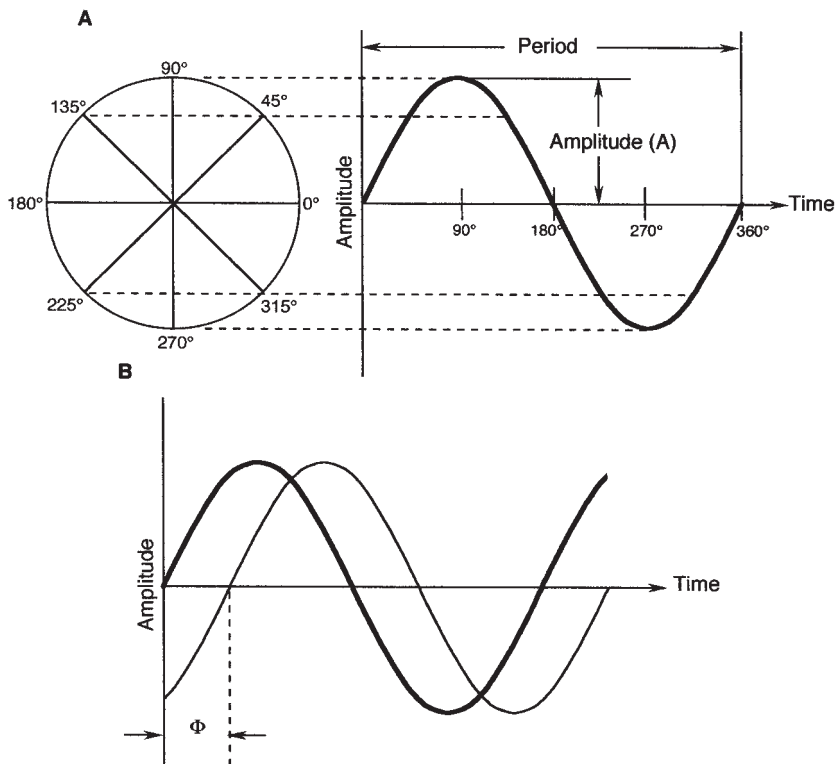 A
Period
90°
135°
45°
Amplitude (A)
Amplitude
180°
0°
Time
90°
180°
270°
360°
225°
315°
270°
B
Amplitude
Time
Φ